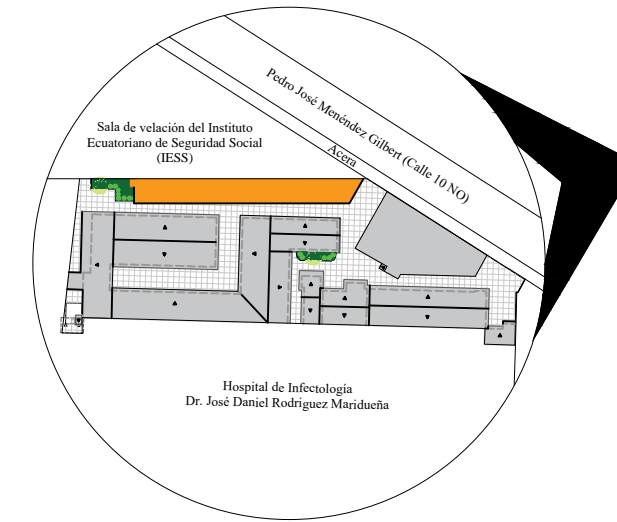 Pedro José Menéndez Gilbert (Calle 10 NO)
Acera
Sala de velación del Instituto
Ecuatoriano de Seguridad Social
(IESS)
Hospital de Infectología
Dr. José Daniel Rodríguez Maridueña